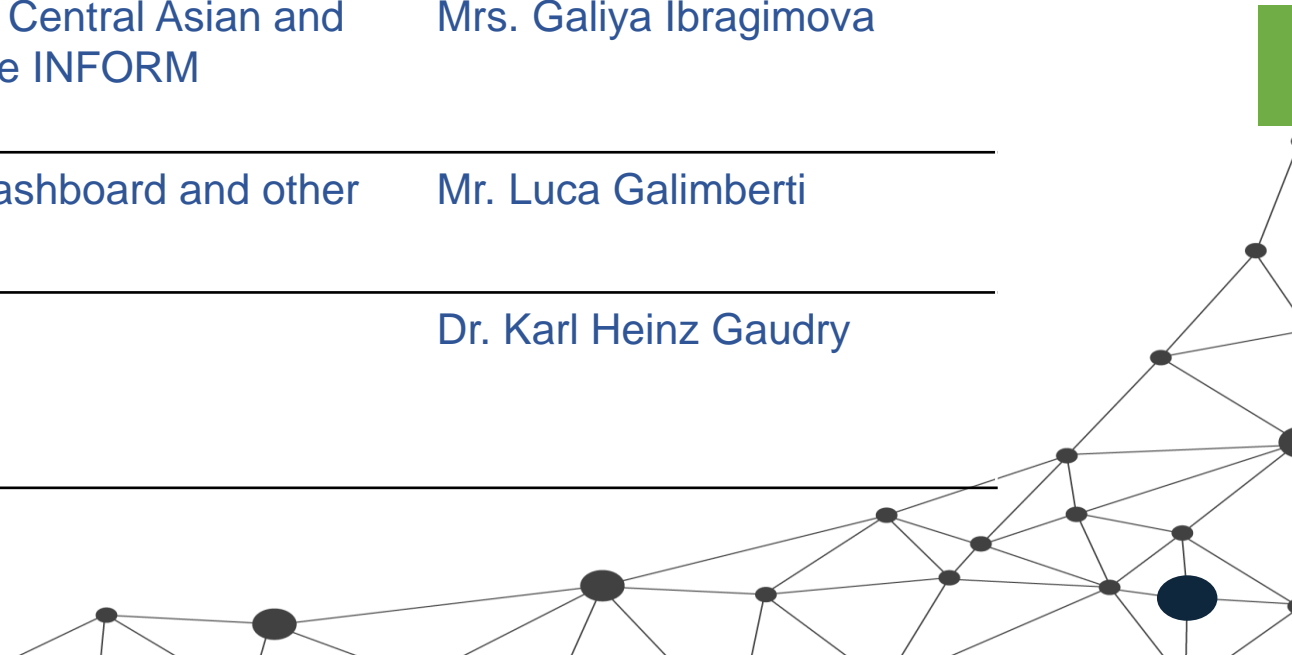 Central Asian and Mrs. Galiya Ibragimova
e INFORM
ashboard and other Mr. Luca Galimberti
Dr. Karl Heinz Gaudry